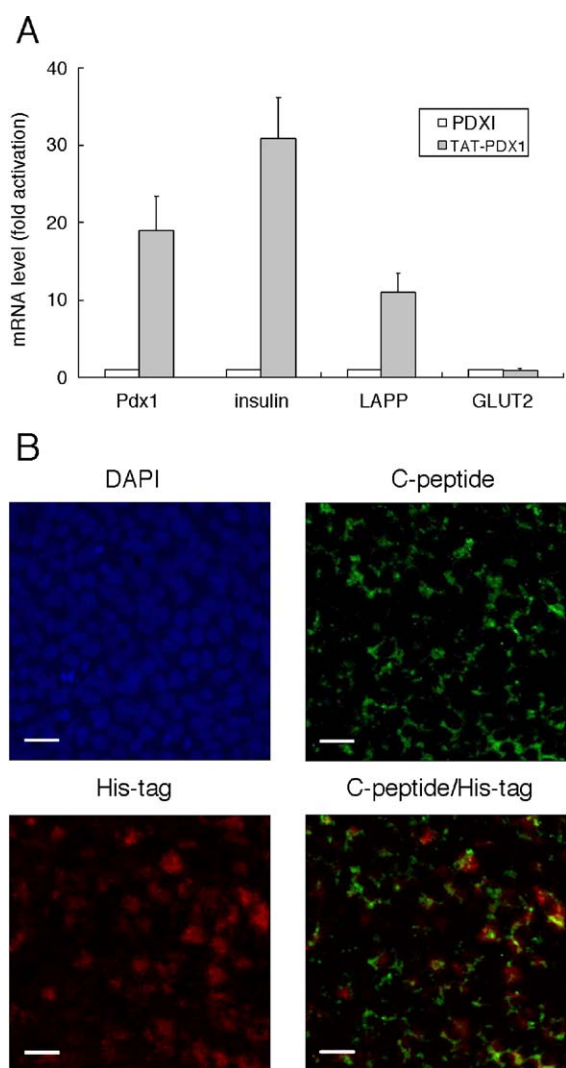 A
mRNA level (fold activation)
40
30
20
10
0
PDXI
TAT-PDX1
Pdx1 insulin LAPP GLUT2
B
DAPI C-peptide
His-tag C-peptide/His-tag